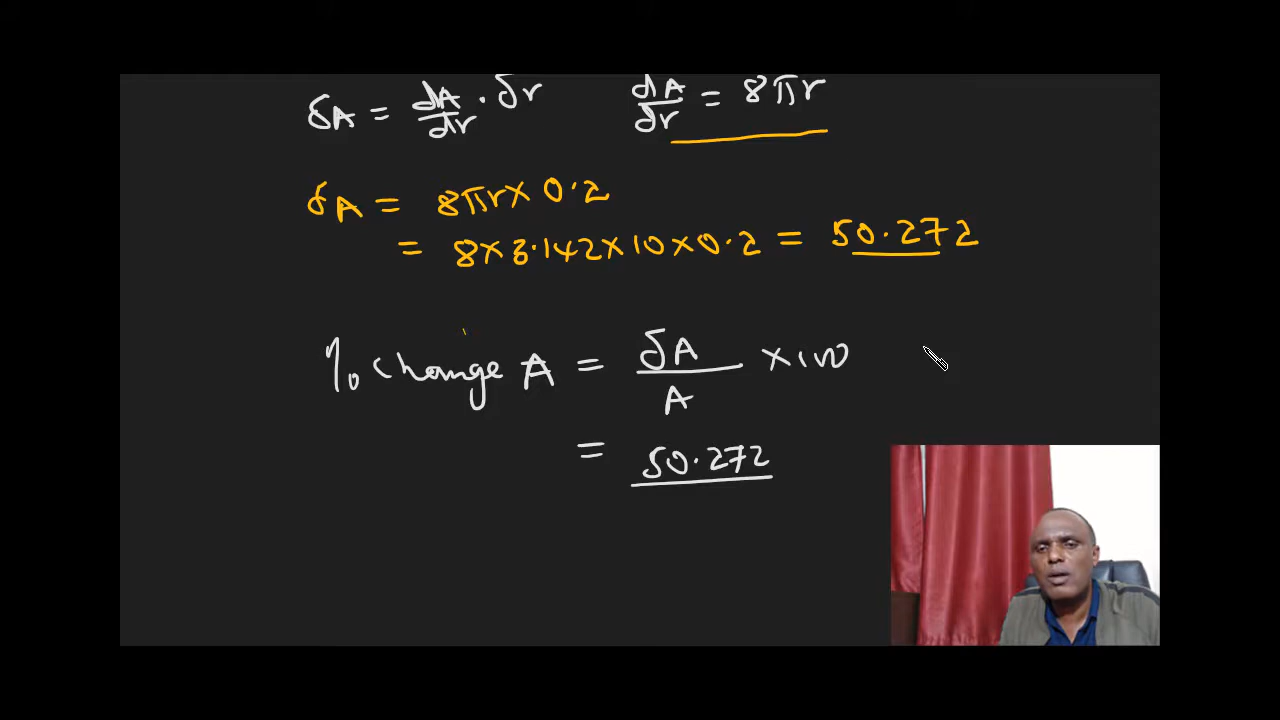 δA = dA/dr · δr    dA/dr = 8πr
δA = 8πr × 0.2
= 8×3.142×10×0.2 = 50.272
% change A = δA/A ×100
= 50.272